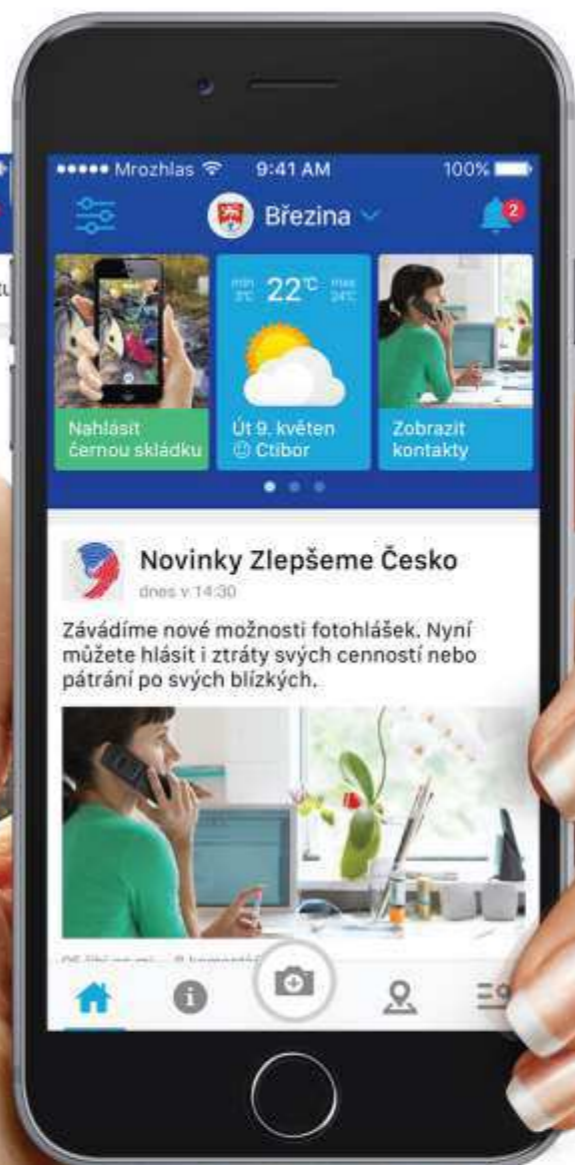 Mrozhlas 9:41 AM 100%
Březina
2
min 3°C 22°C max 24°C
Nahlásit
černou skládku
Út 9. květen
☺ Ctibor
Zobrazit
kontakty
Novinky Zlepšeme Česko
dnes v 14:30
Závádíme nové možnosti fotohlášek. Nyní
můžete hlásit i ztráty svých cenností nebo
pátrání po svých blízkých.